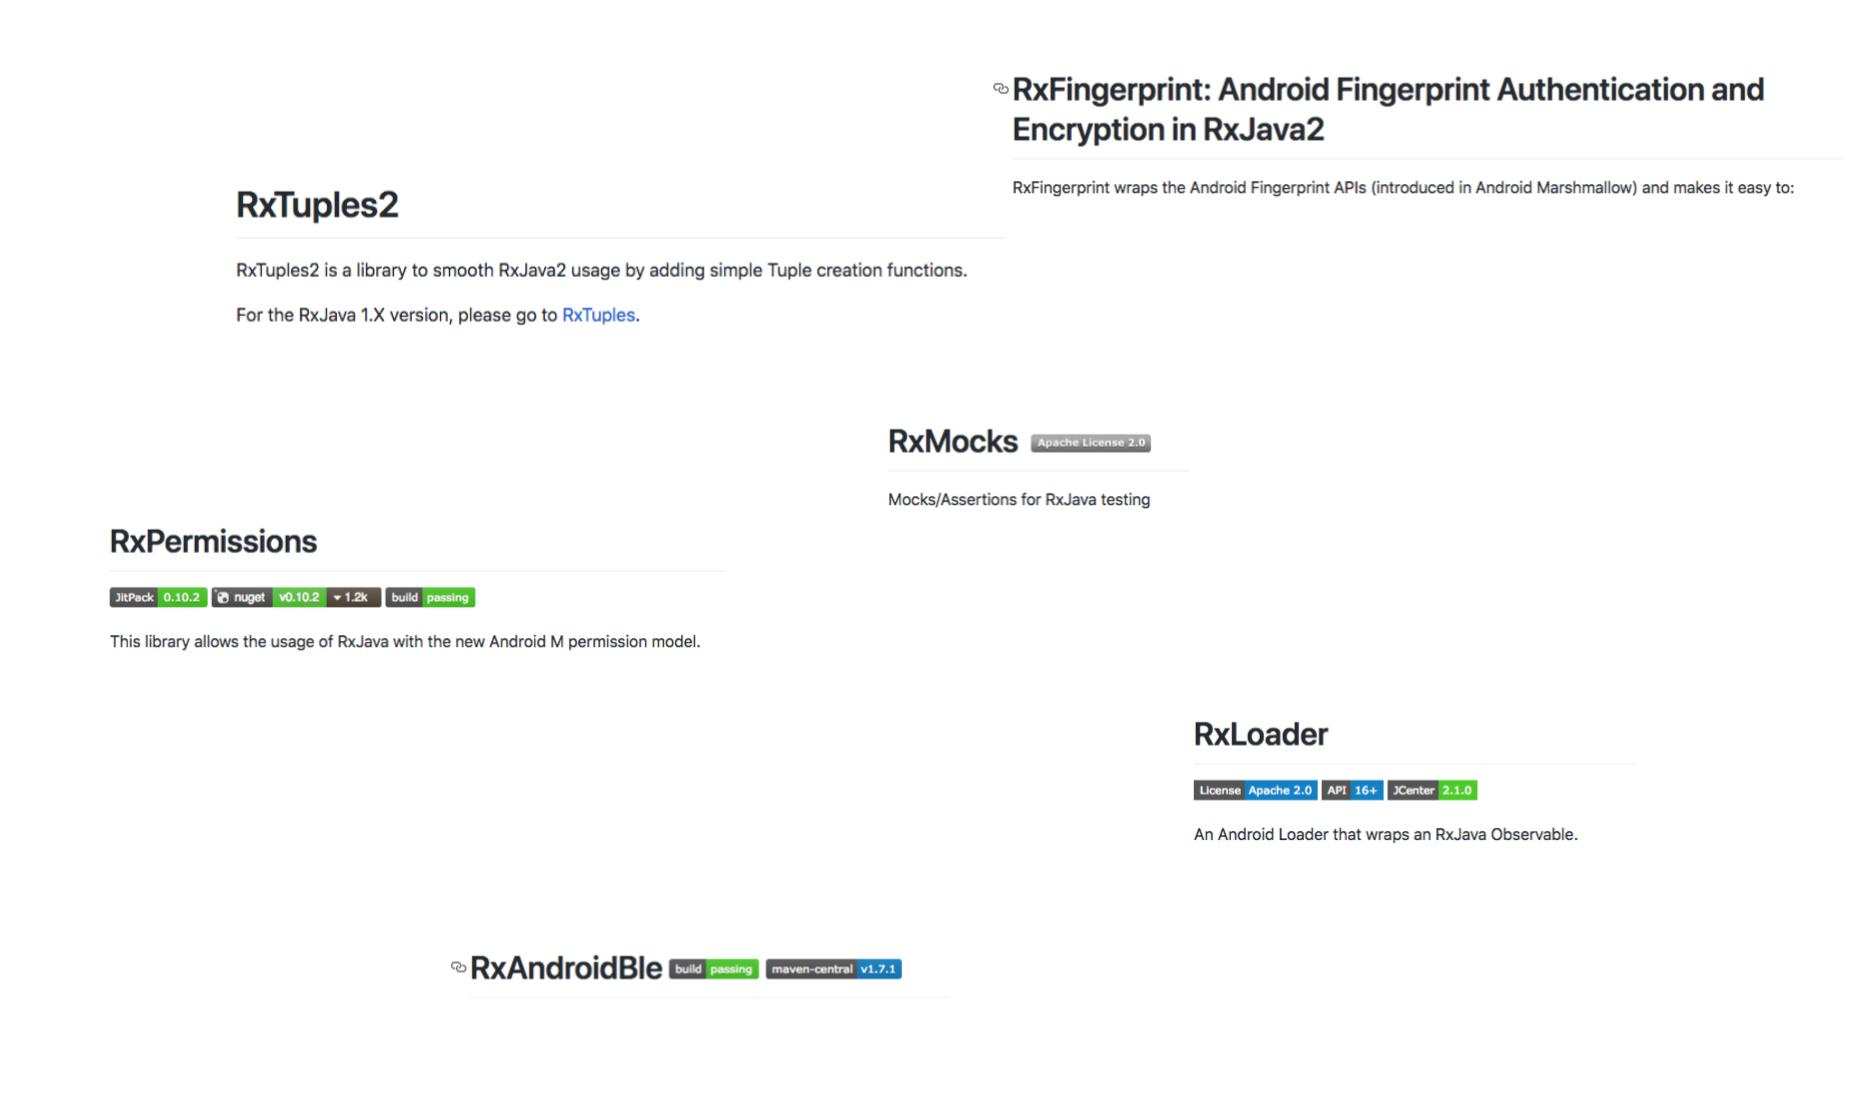 RxFingerprint: Android Fingerprint Authentication and
Encryption in RxJava2
RxFingerprint wraps the Android Fingerprint APIs (introduced in Android Marshmallow) and makes it easy to:
RxTuples2
RxTuples2 is a library to smooth RxJava2 usage by adding simple Tuple creation functions.
For the RxJava 1.X version, please go to RxTuples.
RxMocks Apache License 2.0
Mocks/Assertions for RxJava testing
RxPermissions
JitPack 0.10.2 nuget v0.10.2 1.2k build passing
This library allows the usage of RxJava with the new Android M permission model.
RxLoader
License Apache 2.0 API 16+ JCenter 2.1.0
An Android Loader that wraps an RxJava Observable.
RxAndroidBle build passing maven-central v1.7.1